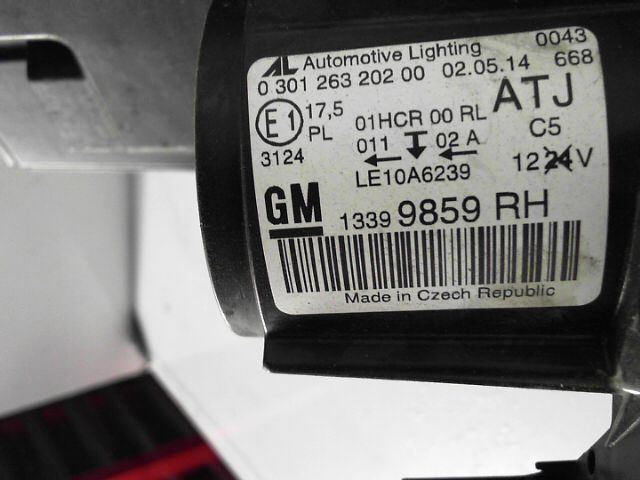 AL Automotive Lighting 0043
0 301 263 202 00 02.05.14 668
E1 17,5 01HCR 00 RL ATJ
PL 011 02 A C5
3124 LE10A6239 12 24 V
GM 1339 9859 RH
Made in Czech Republic